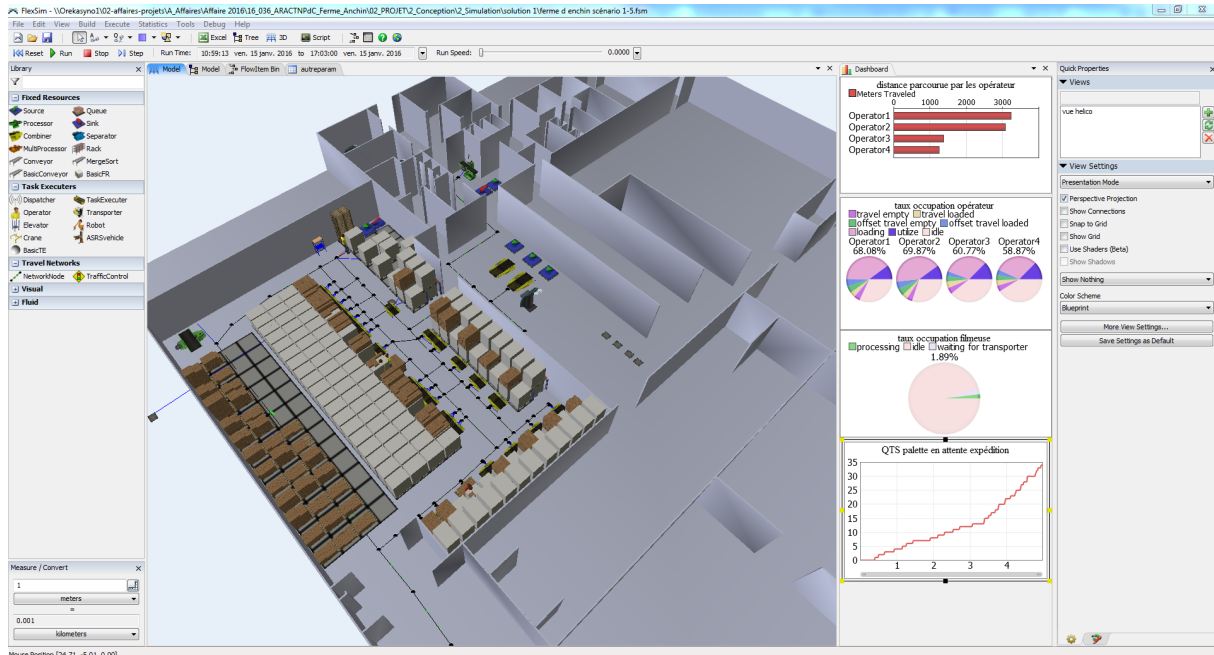 FlexSim - \\Orekasyno1\02-affaires-projets\A_Affaires\Affaire 2016\16_036_ARACTNPdC_Ferme_Anchin\02_PROJET\2_Conception\2_Simulation\solution 1\ferme d enchin scénario 1-5.fsm
File Edit View Build Execute Statistics Tools Debug Help
Excel Tree 3D Script
Reset Run Stop Step Run Time: 10:59:13 ven. 15 janv. 2016 to 17:03:00 ven. 15 janv. 2016 Run Speed: 0.0000
Library
Model Model FlowItem Bin autreparam
Dashboard
Quick Properties
Fixed Resources
Source Queue
Processor Sink
Combiner Separator
MultiProcessor Rack
Conveyor MergeSort
BasicConveyor BasicFR
Task Executers
Dispatcher TaskExecuter
Operator Transporter
Elevator Robot
Crane ASRSvehicle
BasicTE
Travel Networks
NetworkNode TrafficControl
Visual
Fluid
Measure / Convert
1
meters
=
0.001
kilometers
distance parcourue par les opérateur
Meters Traveled
0 1000 2000 3000
Operator1
Operator2
Operator3
Operator4
taux occupation opérateur
travel empty travel loaded
offset travel empty offset travel loaded
loading utilize idle
Operator1 Operator2 Operator3 Operator4
68.08% 69.87% 60.77% 58.87%
taux occupation filmeuse
processing idle waiting for transporter
1.89%
QTS palette en attente expédition
35
30
25
20
15
10
5
0
1 2 3 4
Views
vue helico
View Settings
Presentation Mode
Perspective Projection
Show Connections
Snap to Grid
Show Grid
Use Shaders (Beta)
Show Shadows
Show Nothing
Color Scheme
Blueprint
More View Settings...
Save Settings as Default